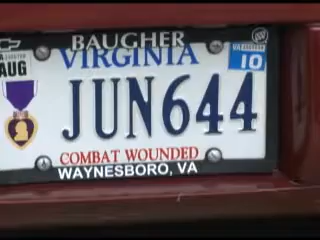 BAUGHER
VIRGINIA
AUG
10
JUN644
COMBAT WOUNDED
WAYNESBORO, VA